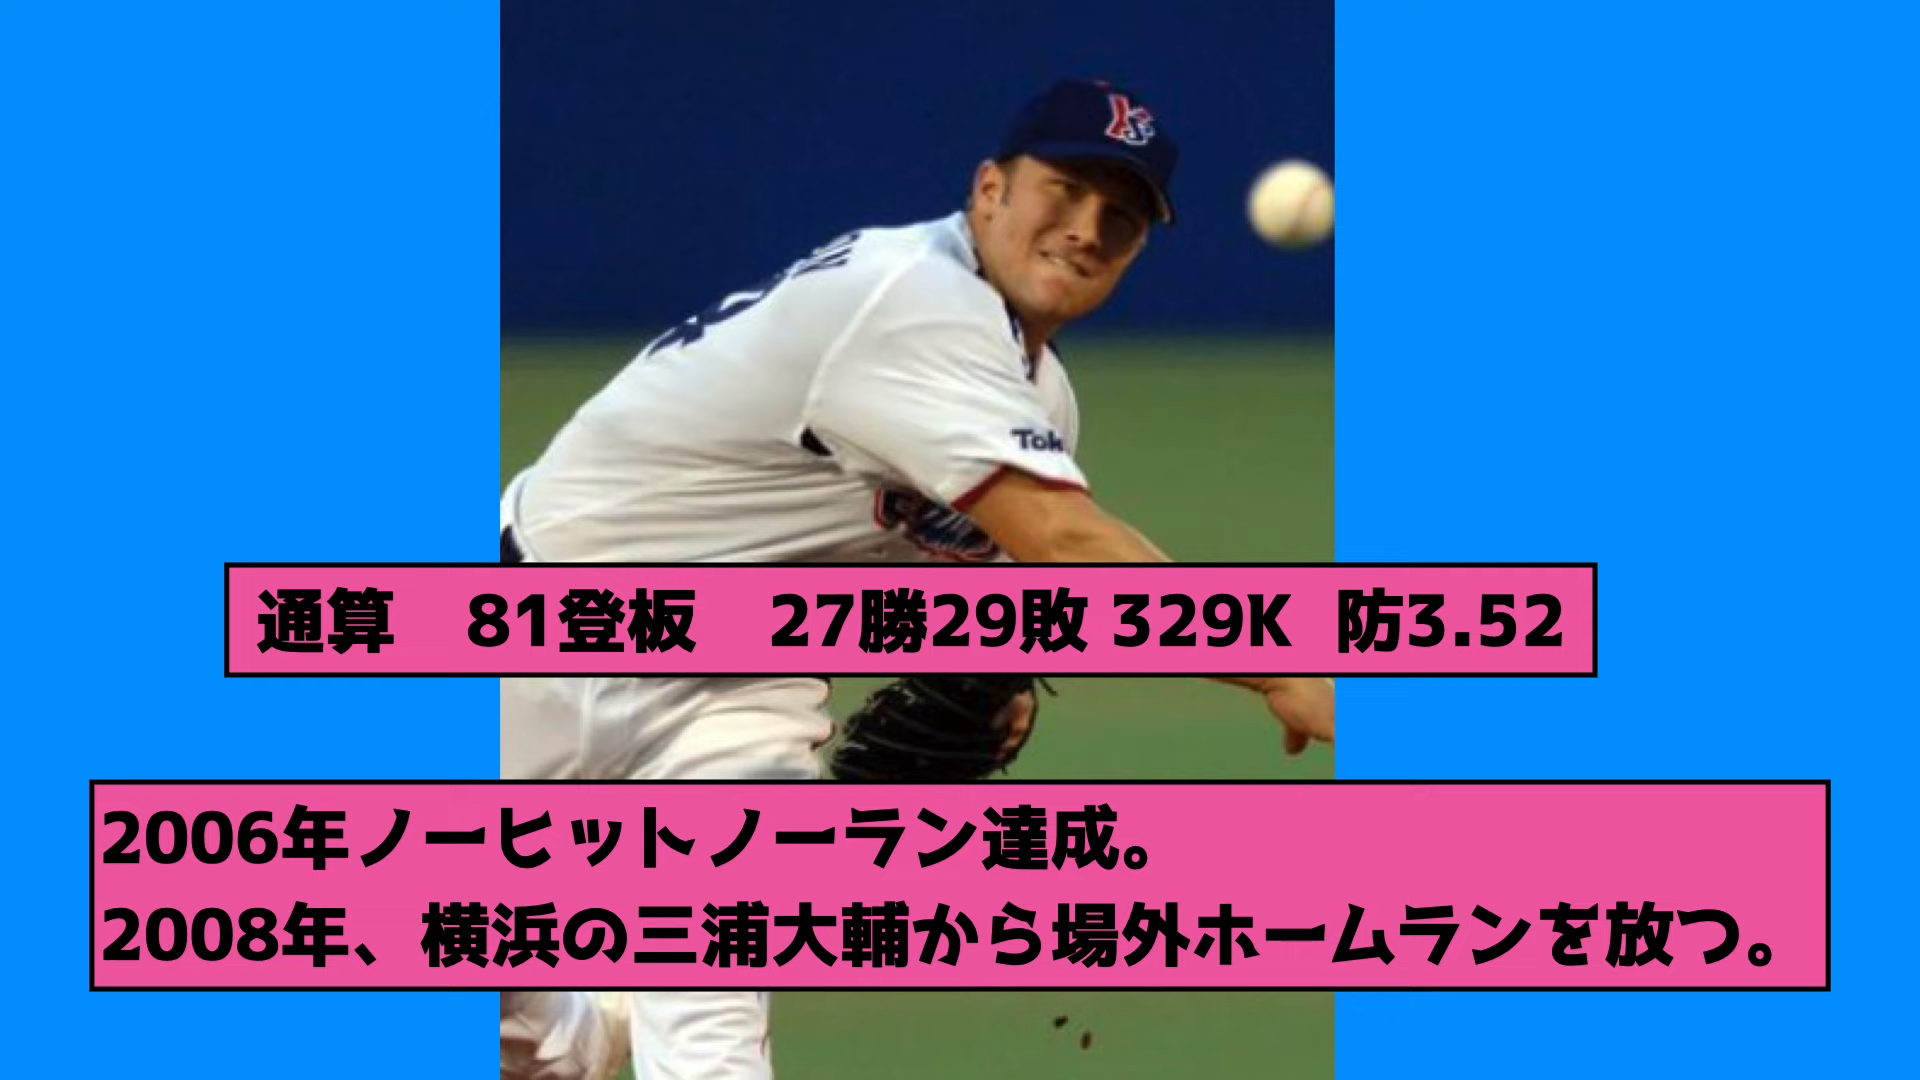 Ys
Tok
通算　81登板　27勝29敗 329K 防3.52
2006年ノーヒットノーラン達成。
2008年、横浜の三浦大輔から場外ホームランを放つ。